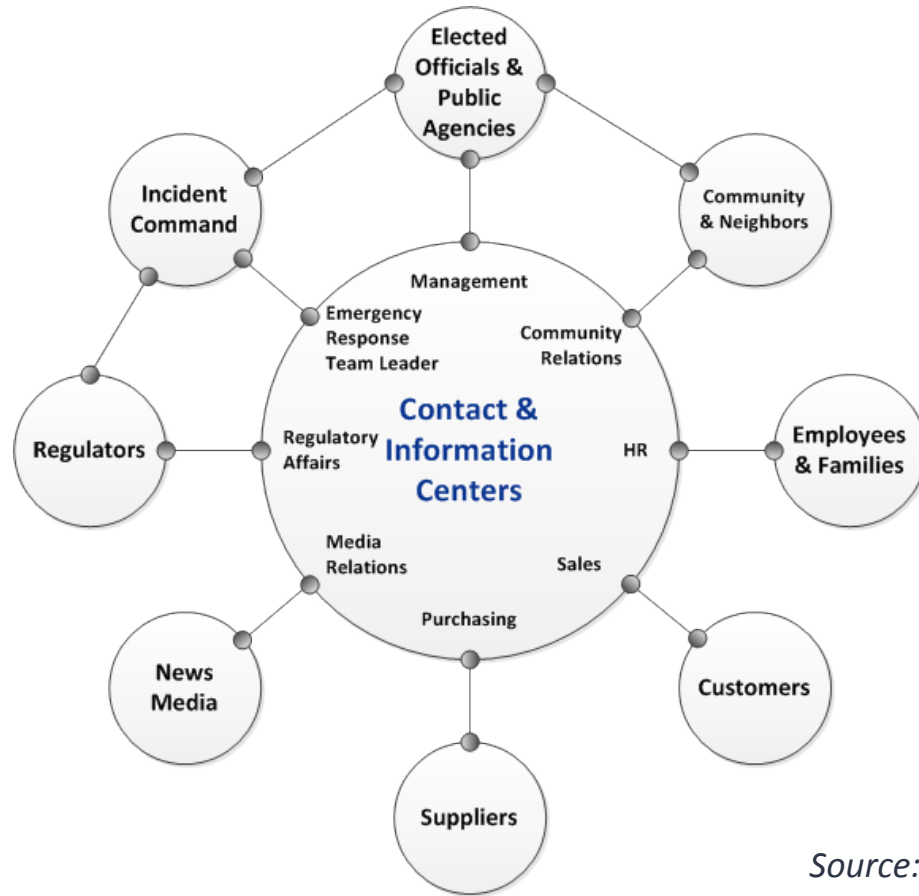 Elected
Officials &
Public
Agencies
Incident
Command
Community
& Neighbors
Management
Emergency
Response
Team Leader
Community
Relations
Contact &
Information
Centers
Regulators
Regulatory
Affairs
HR
Employees
& Families
Media
Relations
Sales
Purchasing
News
Media
Customers
Suppliers
Source: